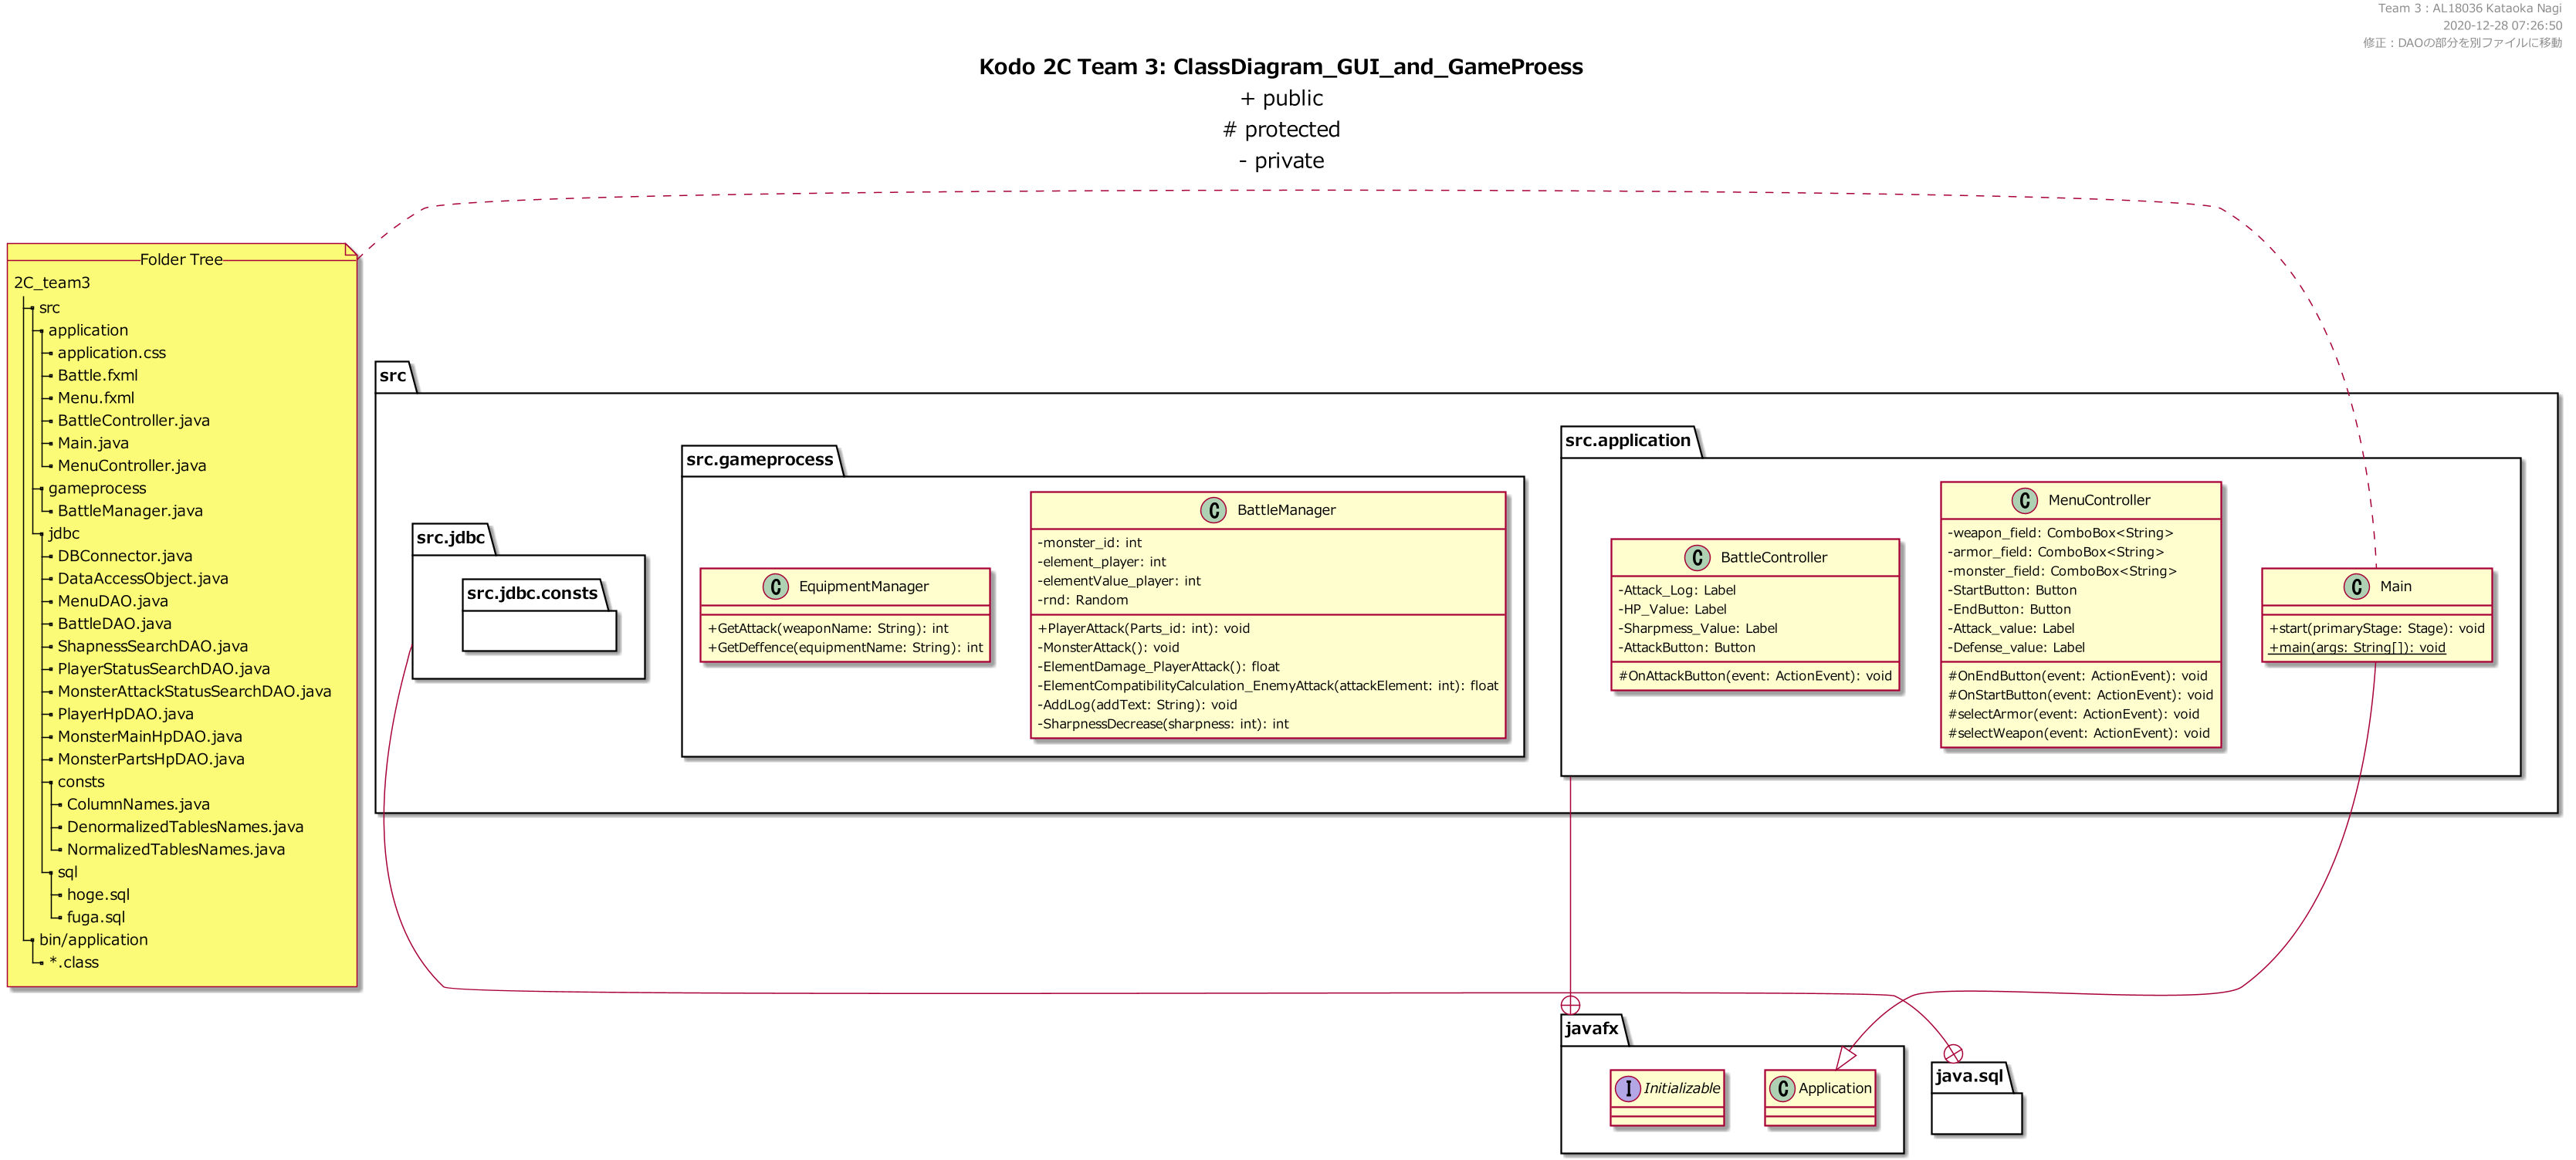 Team 3 : AL18036 Kataoka Nagi
2020-12-28 07:26:50
修正：DAOの部分を別ファイルに移動
Kodo 2C Team 3: ClassDiagram_GUI_and_GameProess
+ public
# protected
- private
Folder Tree
2C_team3
src
application
application.css
Battle.fxml
Menu.fxml
BattleController.java
Main.java
MenuController.java
gameprocess
BattleManager.java
jdbc
DBConnector.java
DataAccessObject.java
MenuDAO.java
BattleDAO.java
ShapnessSearchDAO.java
PlayerStatusSearchDAO.java
MonsterAttackStatusSearchDAO.java
PlayerHpDAO.java
MonsterMainHpDAO.java
MonsterPartsHpDAO.java
consts
ColumnNames.java
DenormalizedTablesNames.java
NormalizedTablesNames.java
sql
hoge.sql
fuga.sql
bin/application
*.class
src
src.jdbc
src.jdbc.consts
src.gameprocess
C EquipmentManager
+GetAttack(weaponName: String): int
+GetDeffence(equipmentName: String): int
C BattleManager
-monster_id: int
-element_player: int
-elementValue_player: int
-rnd: Random
+PlayerAttack(Parts_id: int): void
-MonsterAttack(): void
-ElementDamage_PlayerAttack(): float
-ElementCompatibilityCalculation_EnemyAttack(attackElement: int): float
-AddLog(addText: String): void
-SharpnessDecrease(sharpness: int): int
src.application
C BattleController
-Attack_Log: Label
-HP_Value: Label
-Sharpmess_Value: Label
-AttackButton: Button
#OnAttackButton(event: ActionEvent): void
C MenuController
-weapon_field: ComboBox<String>
-armor_field: ComboBox<String>
-monster_field: ComboBox<String>
-StartButton: Button
-EndButton: Button
-Attack_value: Label
-Defense_value: Label
#OnEndButton(event: ActionEvent): void
#OnStartButton(event: ActionEvent): void
#selectArmor(event: ActionEvent): void
#selectWeapon(event: ActionEvent): void
C Main
+start(primaryStage: Stage): void
+main(args: String[]): void
javafx
I Initializable
C Application
java.sql